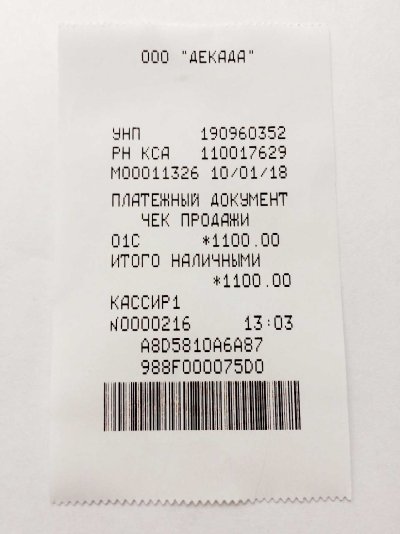 ООО "ДЕКАДА"
УНП 190960352
РН КСА 110017629
М00011326 10/01/18
ПЛАТЕЖНЫЙ ДОКУМЕНТ
ЧЕК ПРОДАЖИ
01С *1100.00
ИТОГО НАЛИЧНЫМИ
*1100.00
КАССИР1
№0000216 13:03
A8D5810A6A87
988F000075D0